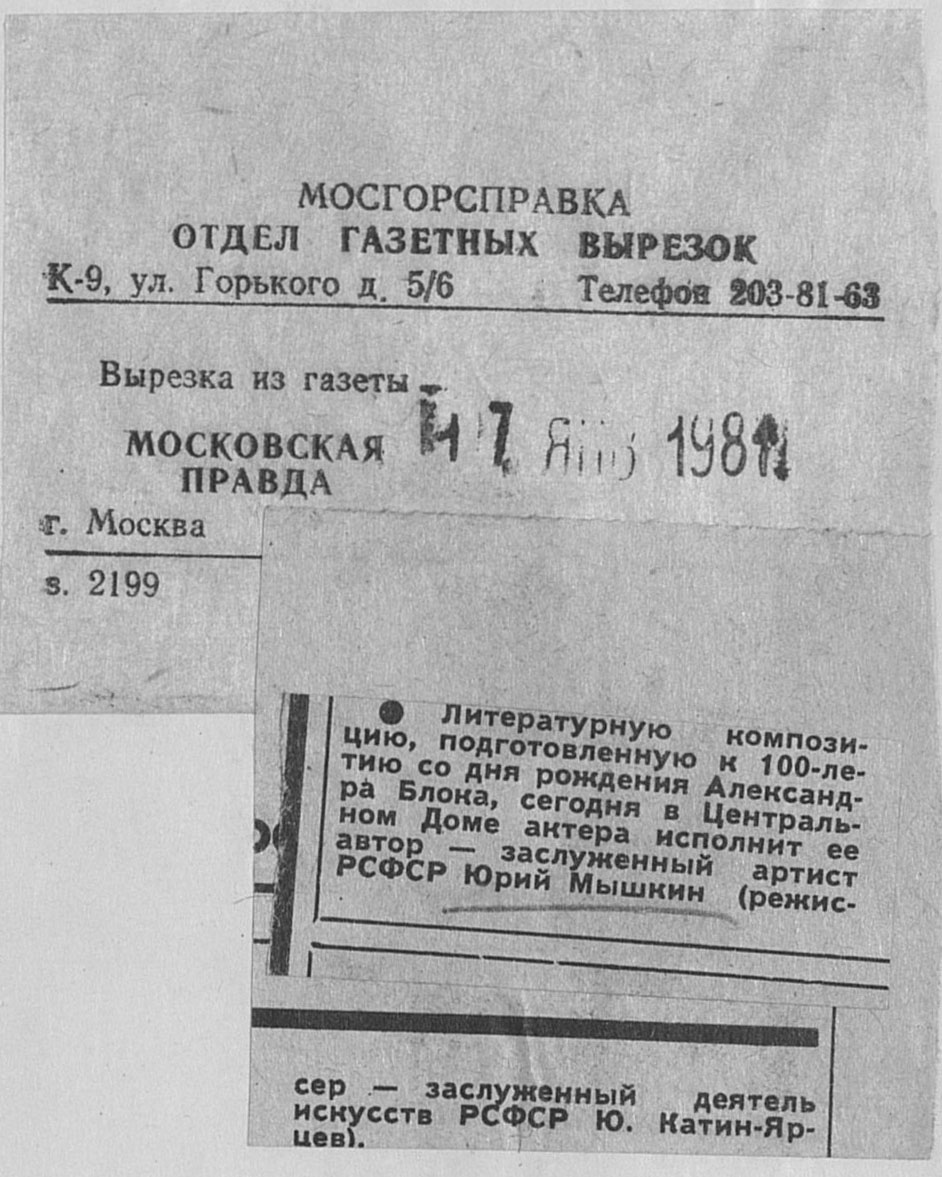 МОСГОРСПРАВКА
ОТДЕЛ ГАЗЕТНЫХ ВЫРЕЗОК
К-9, ул. Горького д. 5/6 Телефон 203-81-63
Вырезка из газеты
МОСКОВСКАЯ
ПРАВДА
г. Москва
17 1981
s. 2199
● Литературную компози-
цию, подготовленную к 100-ле-
тию со дня рождения Александ-
ра Блока, сегодня в Централь-
ном Доме актера исполнит ее
автор — заслуженный артист
РСФСР Юрий Мышкин (режис-
сер — заслуженный деятель
искусств РСФСР Ю. Катин-Яр-
цев).